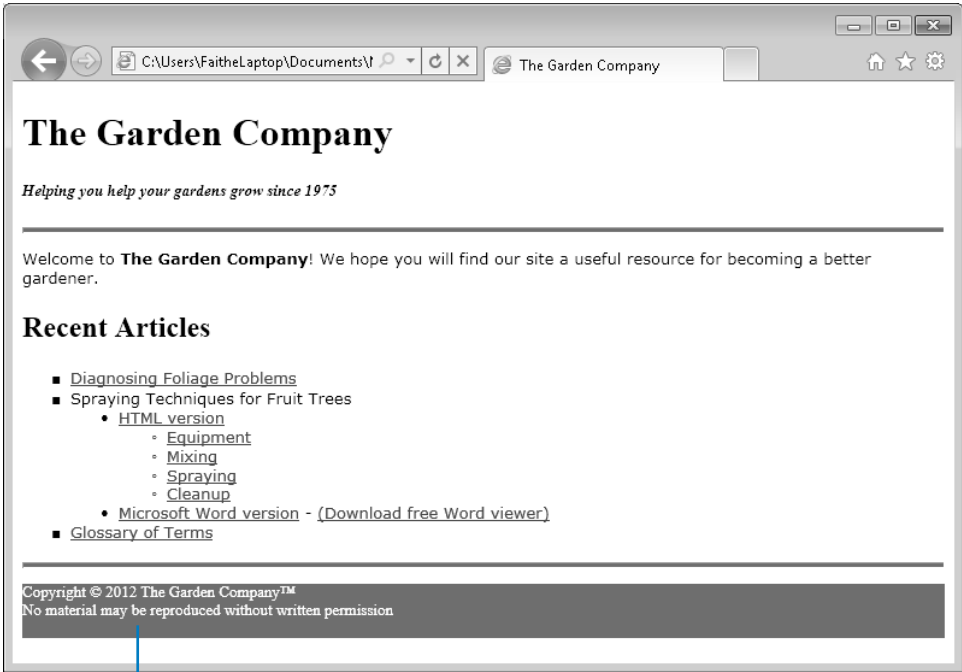 C:\Users\FaitheLaptop\Documents\
The Garden Company
The Garden Company
Helping you help your gardens grow since 1975
Welcome to The Garden Company! We hope you will find our site a useful resource for becoming a better
gardener.
Recent Articles
Diagnosing Foliage Problems
Spraying Techniques for Fruit Trees
HTML version
Equipment
Mixing
Spraying
Cleanup
Microsoft Word version - (Download free Word viewer)
Glossary of Terms
Copyright © 2012 The Garden Company™
No material may be reproduced without written permission